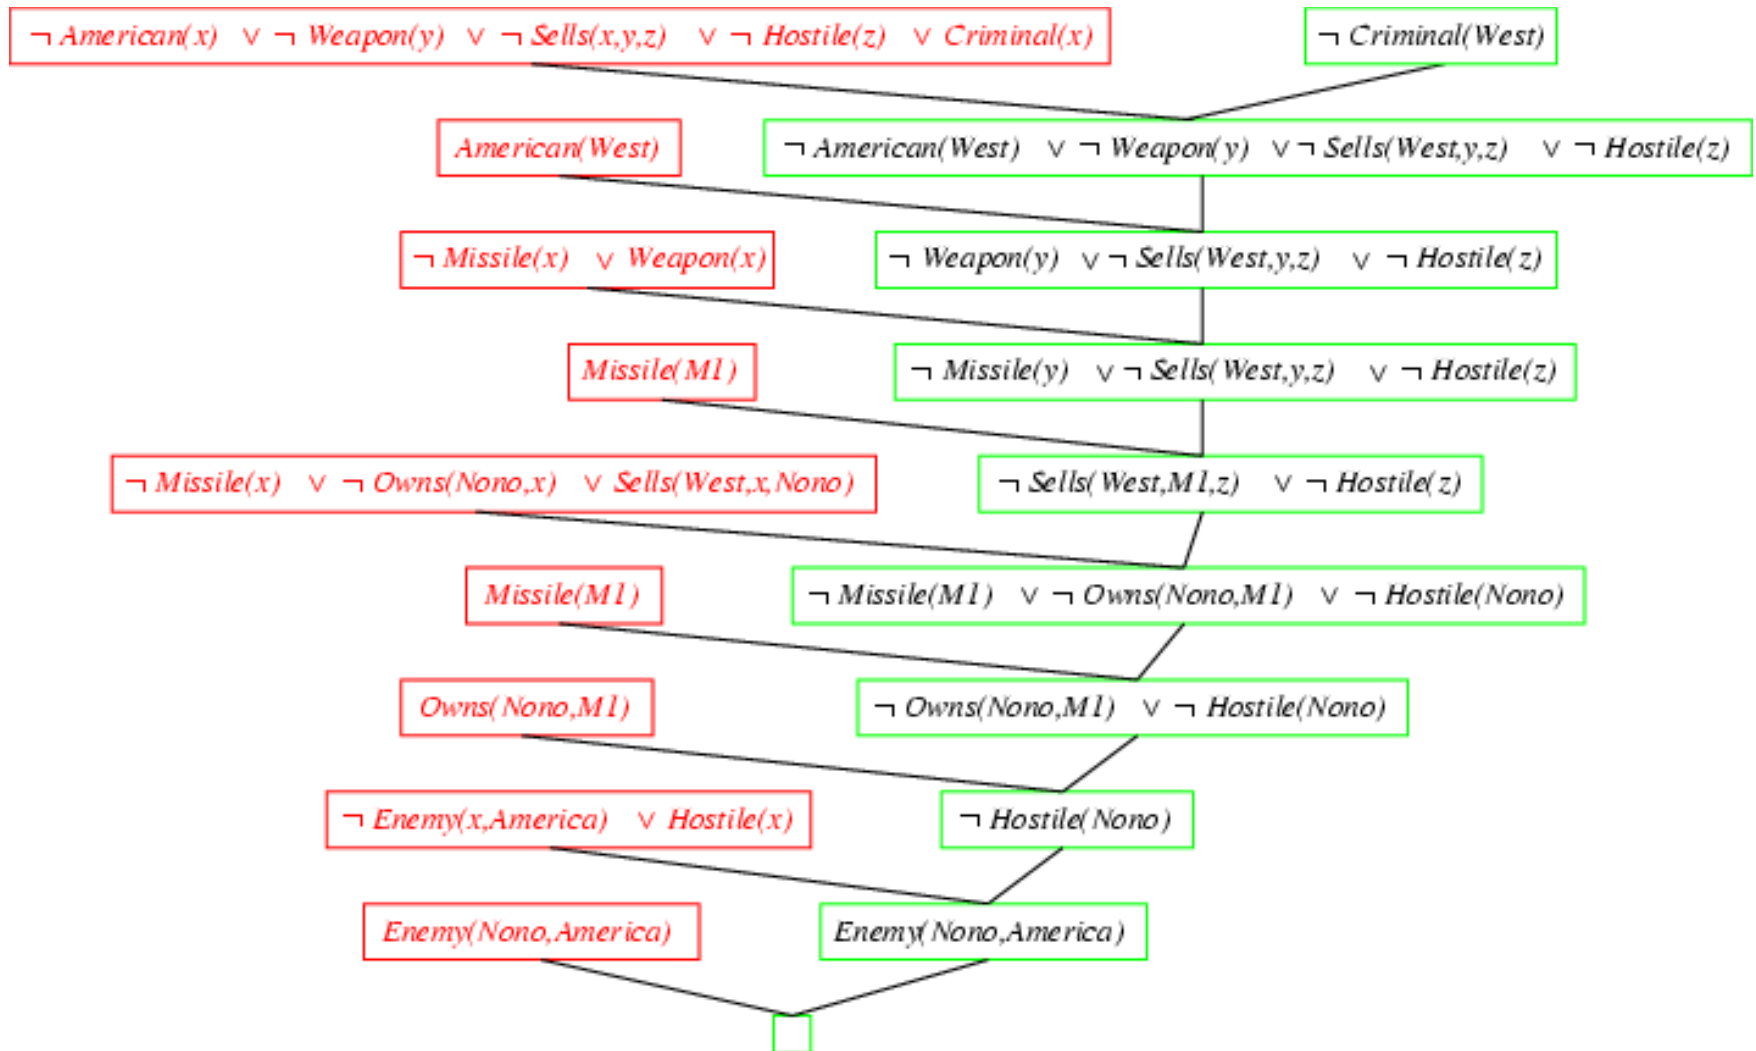 ¬ American(x) ∨ ¬ Weapon(y) ∨ ¬ Sells(x,y,z) ∨ ¬ Hostile(z) ∨ Criminal(x) ¬ Criminal(West)
American(West) ¬ American(West) ∨ ¬ Weapon(y) ∨ ¬ Sells(West,y,z) ∨ ¬ Hostile(z)
¬ Missile(x) ∨ Weapon(x) ¬ Weapon(y) ∨ ¬ Sells(West,y,z) ∨ ¬ Hostile(z)
Missile(M1) ¬ Missile(y) ∨ ¬ Sells(West,y,z) ∨ ¬ Hostile(z)
¬ Missile(x) ∨ ¬ Owns(Nono,x) ∨ Sells(West,x,Nono) ¬ Sells(West,M1,z) ∨ ¬ Hostile(z)
Missile(M1) ¬ Missile(M1) ∨ ¬ Owns(Nono,M1) ∨ ¬ Hostile(Nono)
Owns(Nono,M1) ¬ Owns(Nono,M1) ∨ ¬ Hostile(Nono)
¬ Enemy(x,America) ∨ Hostile(x) ¬ Hostile(Nono)
Enemy(Nono,America) Enemy(Nono,America)